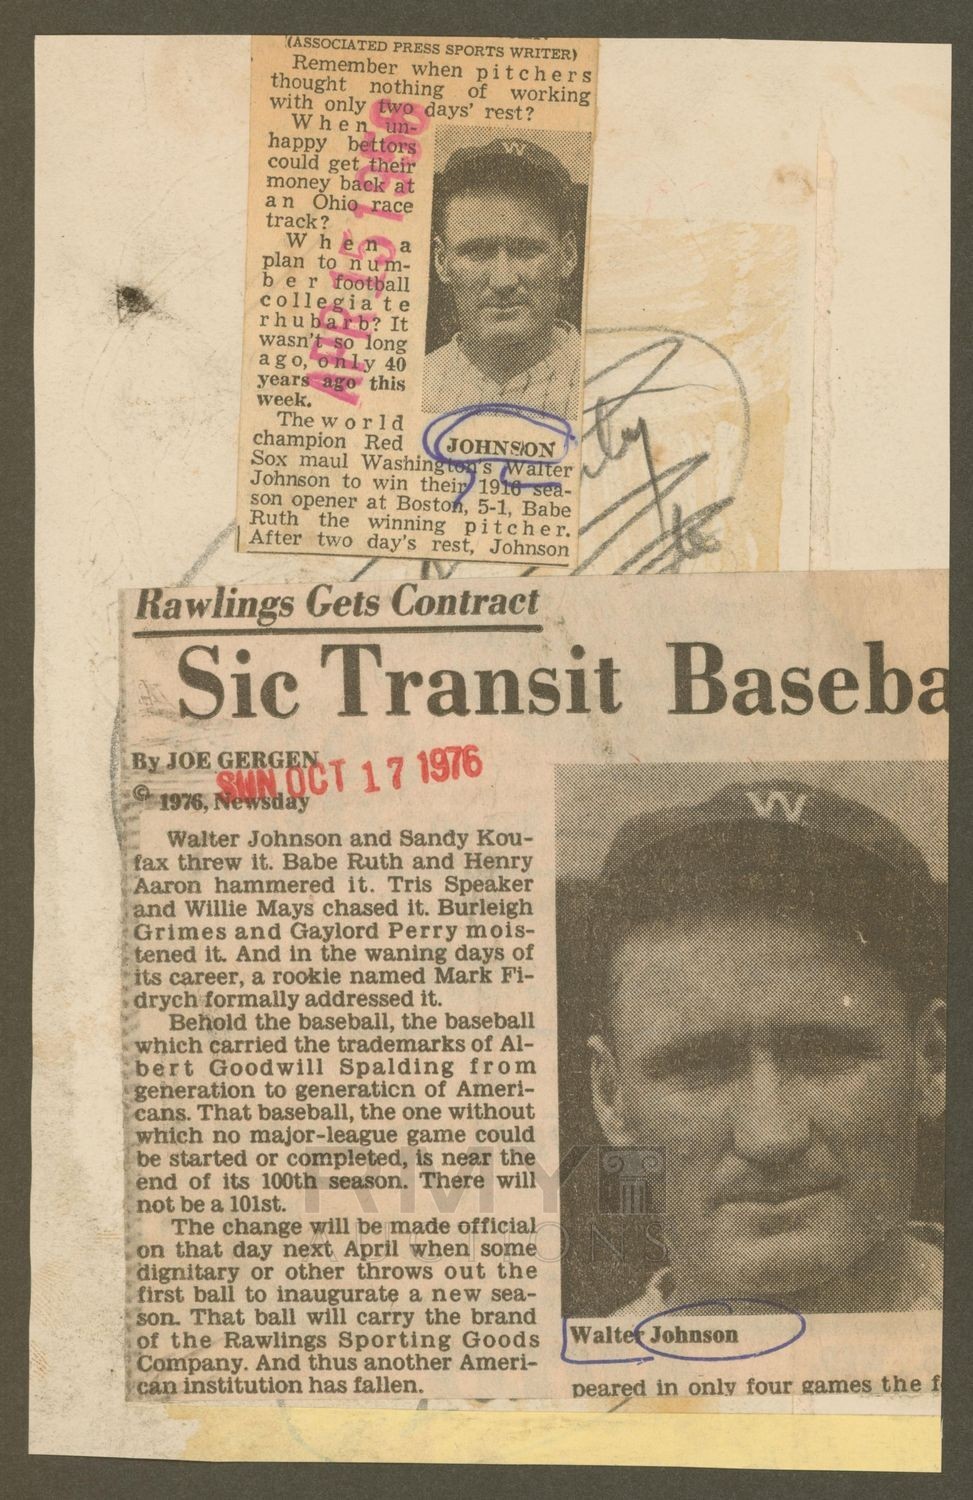 (ASSOCIATED PRESS SPORTS WRITER)
Remember when pitchers
thought nothing of working
with only two days' rest?
When un-
happy bettors
could get their
money back at
an Ohio race
track?
When a
plan to num-
ber football
collegiate
rhubarb? It
wasn't so long
ago, only 40
years ago this
week.
The world
champion Red
Sox maul Washington's Walter
Johnson to win their 1916 sea-
son opener at Boston, 5-1, Babe
Ruth the winning pitcher.
After two day's rest, Johnson
W
JOHNSON
APR 15 1956
Rawlings Gets Contract
Sic Transit Baseba
By JOE GERGEN
SUN OCT 17 1976
© 1976, Newsday
Walter Johnson and Sandy Kou-
fax threw it. Babe Ruth and Henry
Aaron hammered it. Tris Speaker
and Willie Mays chased it. Burleigh
Grimes and Gaylord Perry mois-
tened it. And in the waning days of
its career, a rookie named Mark Fi-
drych formally addressed it.
Behold the baseball, the baseball
which carried the trademarks of Al-
bert Goodwill Spalding from
generation to generation of Ameri-
cans. That baseball, the one without
which no major-league game could
be started or completed, is near the
end of its 100th season. There will
not be a 101st.
The change will be made official
on that day next April when some
dignitary or other throws out the
first ball to inaugurate a new sea-
son. That ball will carry the brand
of the Rawlings Sporting Goods
Company. And thus another Ameri-
can institution has fallen.
W
Walter Johnson
peared in only four games the f
RMY
AUCTIONS